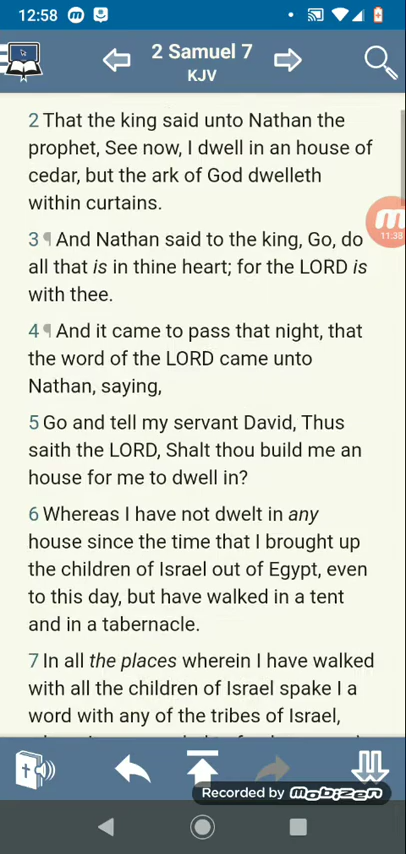 12:58
2 Samuel 7
KJV
2 That the king said unto Nathan the
prophet, See now, I dwell in an house of
cedar, but the ark of God dwelleth
within curtains.
3 ¶ And Nathan said to the king, Go, do
all that is in thine heart; for the LORD is
with thee.
11:38
4 ¶ And it came to pass that night, that
the word of the LORD came unto
Nathan, saying,
5 Go and tell my servant David, Thus
saith the LORD, Shalt thou build me an
house for me to dwell in?
6 Whereas I have not dwelt in any
house since the time that I brought up
the children of Israel out of Egypt, even
to this day, but have walked in a tent
and in a tabernacle.
7 In all the places wherein I have walked
with all the children of Israel spake I a
word with any of the tribes of Israel,
Recorded by mobizen